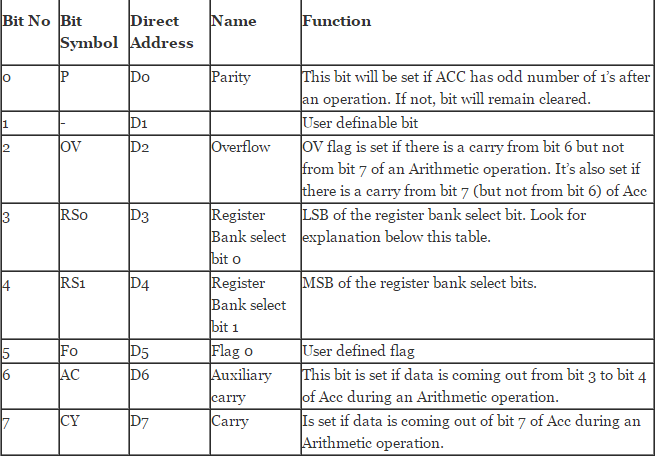 Bit No Bit Symbol Direct Address Name Function
0 P D0 Parity This bit will be set if ACC has odd number of 1's after
an operation. If not, bit will remain cleared.
1 - D1 User definable bit
2 OV D2 Overflow OV flag is set if there is a carry from bit 6 but not
from bit 7 of an Arithmetic operation. It's also set if
there is a carry from bit 7 (but not from bit 6) of Acc
3 RS0 D3 Register LSB of the register bank select bit. Look for
Bank select explanation below this table.
bit 0
4 RS1 D4 Register MSB of the register bank select bits.
Bank select
bit 1
5 F0 D5 Flag 0 User defined flag
6 AC D6 Auxiliary This bit is set if data is coming out from bit 3 to bit 4
carry of Acc during an Arithmetic operation.
7 CY D7 Carry Is set if data is coming out of bit 7 of Acc during an
Arithmetic operation.